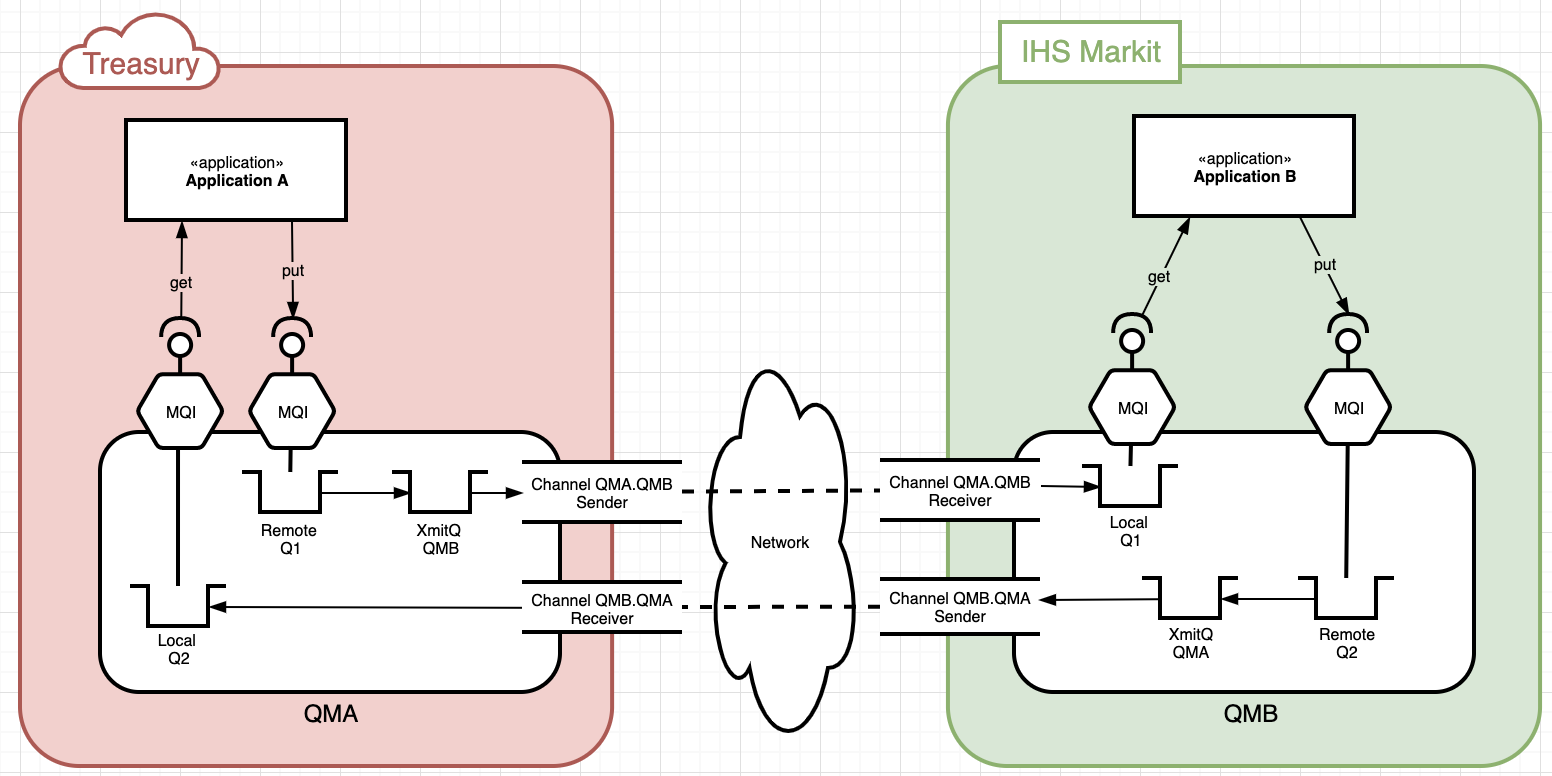 Treasury
IHS Markit
«application»
Application A
«application»
Application B
get
put
get
put
MQI
MQI
MQI
MQI
Channel QMA.QMB
Sender
Channel QMA.QMB
Receiver
Remote
Q1
XmitQ
QMB
Local
Q1
Network
Channel QMB.QMA
Receiver
Channel QMB.QMA
Sender
Local
Q2
XmitQ
QMA
Remote
Q2
QMA
QMB